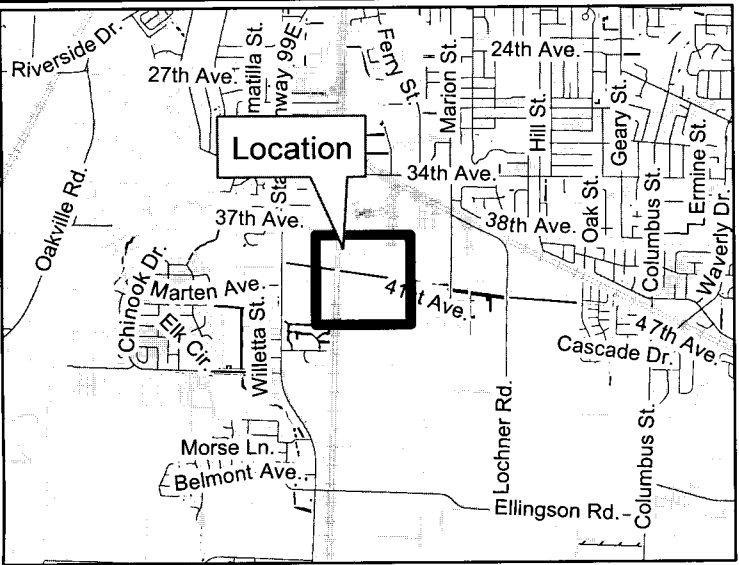 Riverside Dr.
27th Ave.
matilla St.
hway 99E
Ferry St.
Marion St.
24th Ave.
Hill St.
Geary St.
Ermine St.
Location
34th Ave.
Oak St.
Columbus St.
Waverly Dr.
Sta
37th Ave.
38th Ave.
Oakville Rd.
Chinook Dr.
Marten Ave.
41st Ave.
Elk Cir.
Willetta St.
47th Ave.
Cascade Dr.
Lochner Rd.
Columbus St.
Morse Ln.
Belmont Ave.
Ellingson Rd.